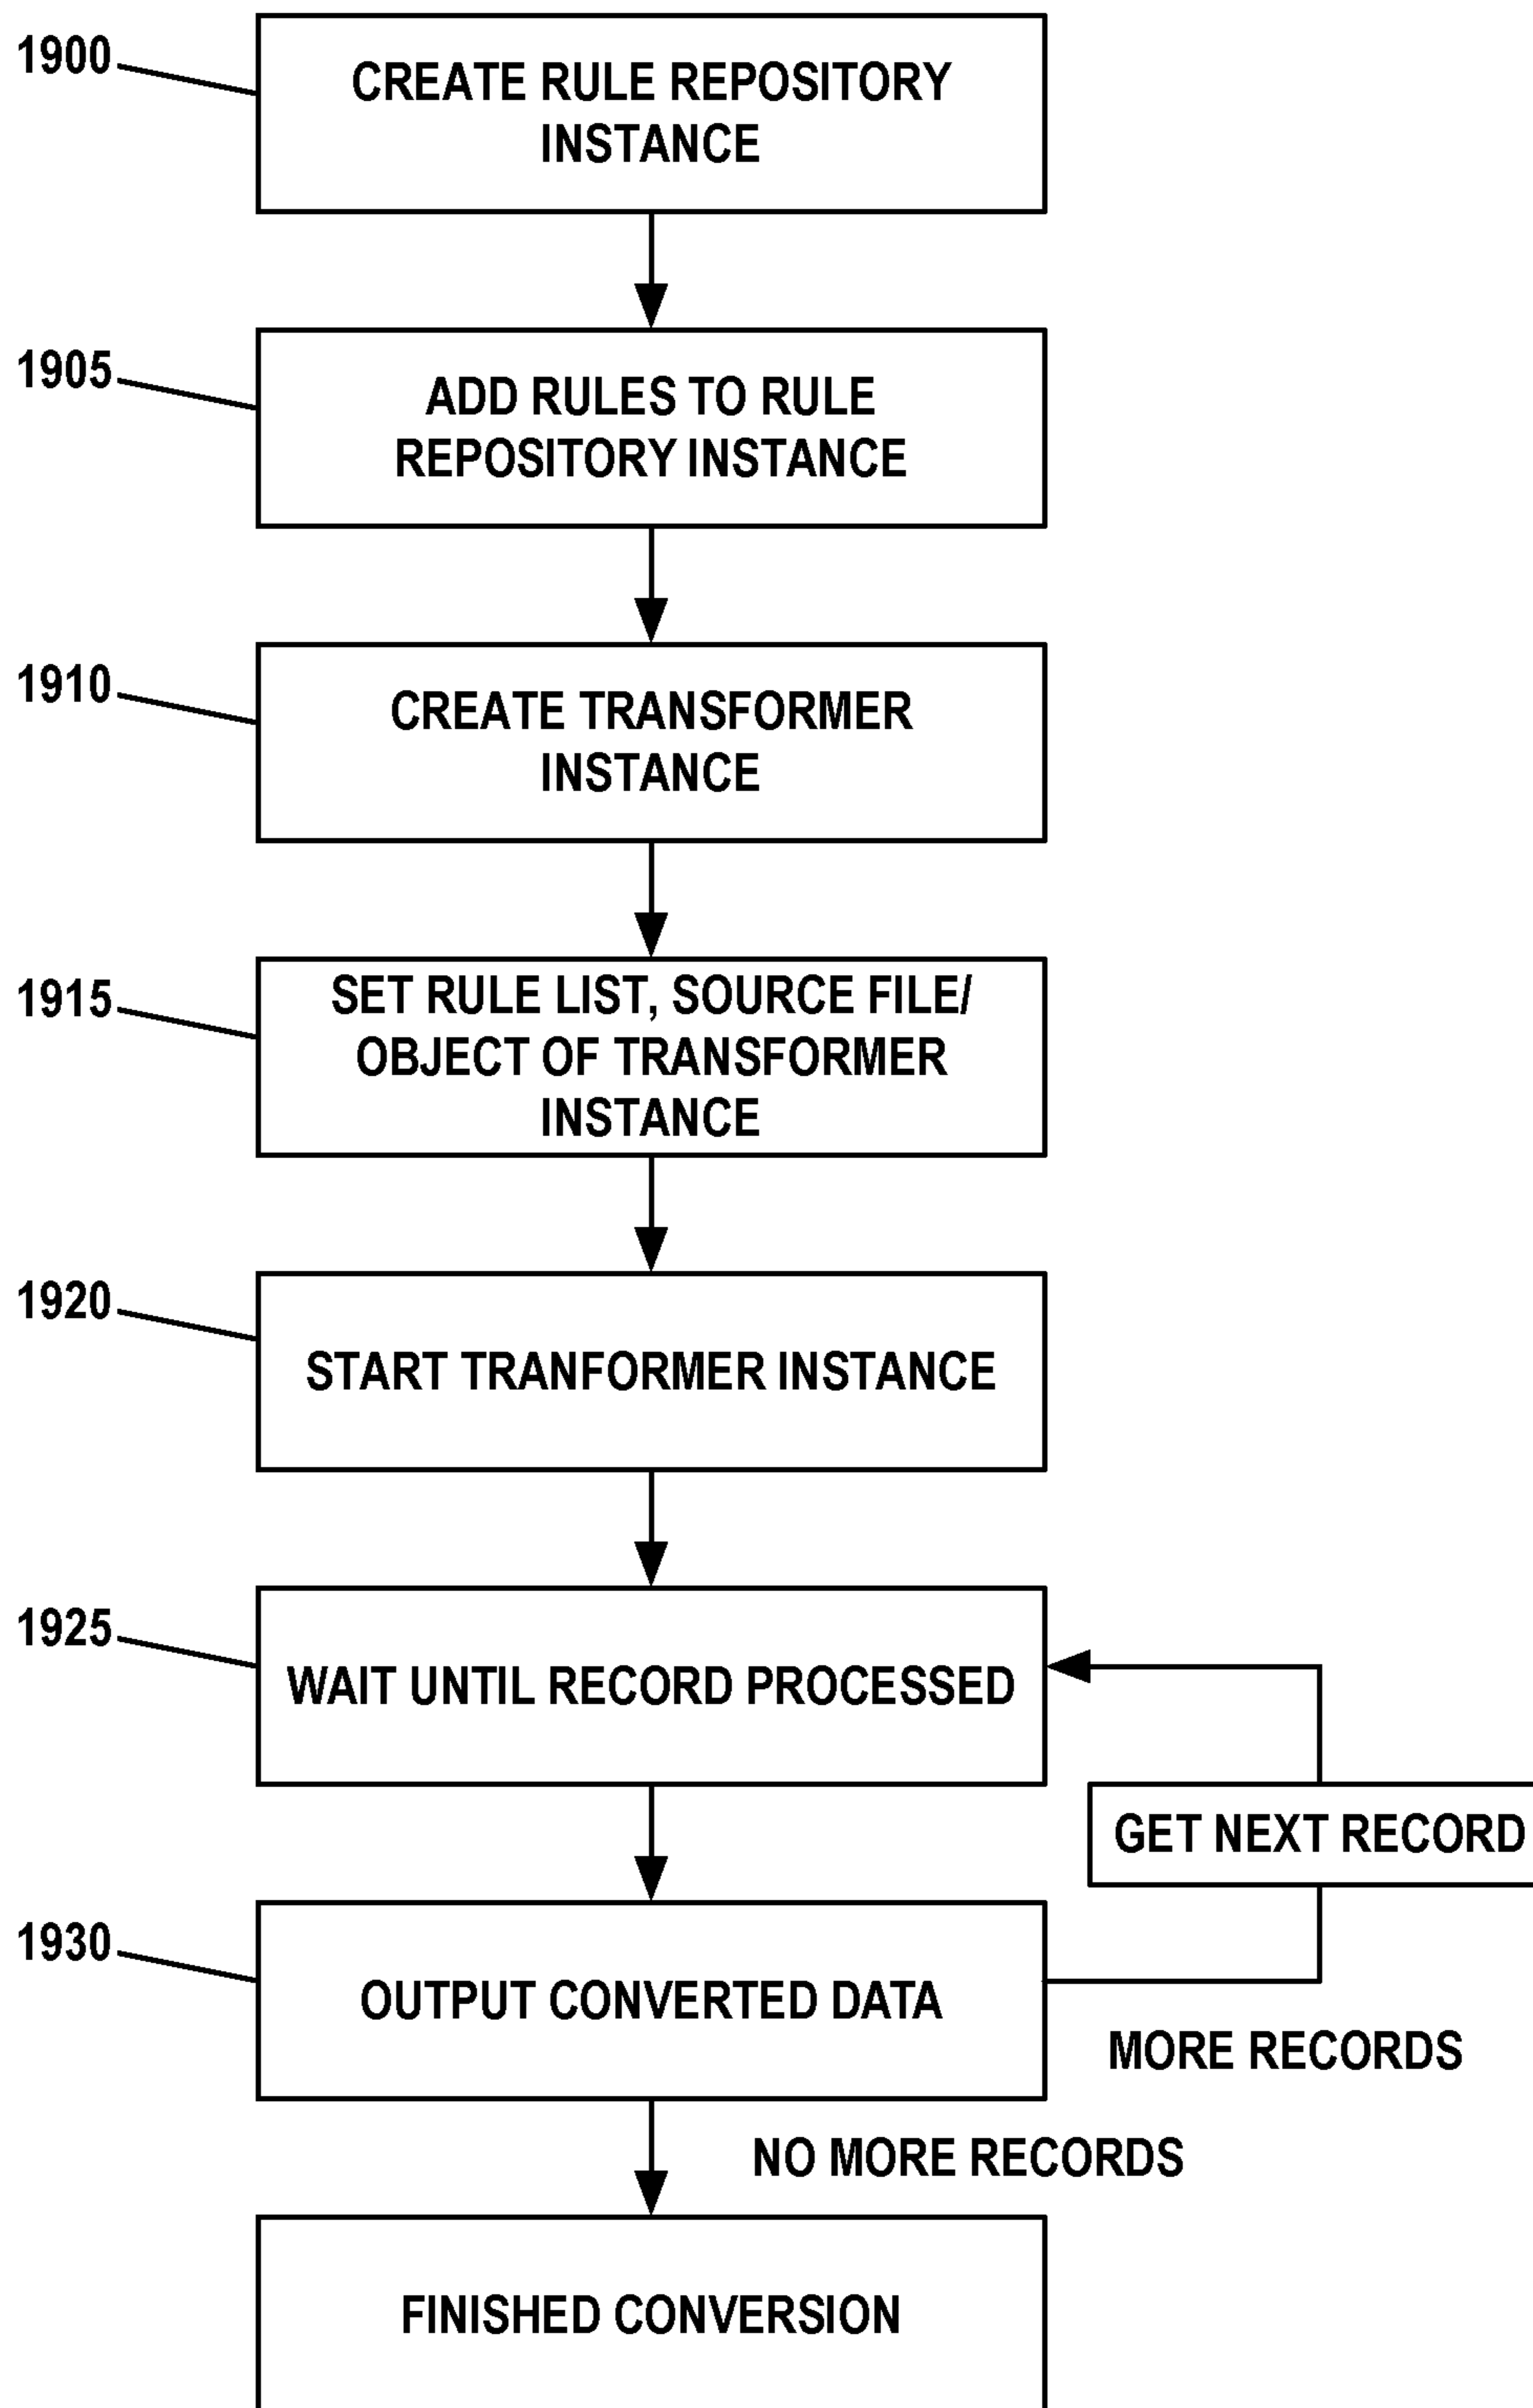 1900
CREATE RULE REPOSITORY
INSTANCE
1905
ADD RULES TO RULE
REPOSITORY INSTANCE
1910
CREATE TRANSFORMER
INSTANCE
1915
SET RULE LIST, SOURCE FILE/
OBJECT OF TRANSFORMER
INSTANCE
1920
START TRANFORMER INSTANCE
1925
WAIT UNTIL RECORD PROCESSED
GET NEXT RECORD
1930
OUTPUT CONVERTED DATA
MORE RECORDS
NO MORE RECORDS
FINISHED CONVERSION